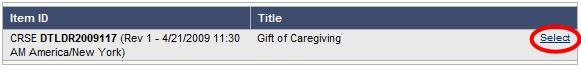 Item ID Title
CRSE DTLDR2009117 (Rev 1 - 4/21/2009 11:30 Gift of Caregiving Select
AM America/New York)